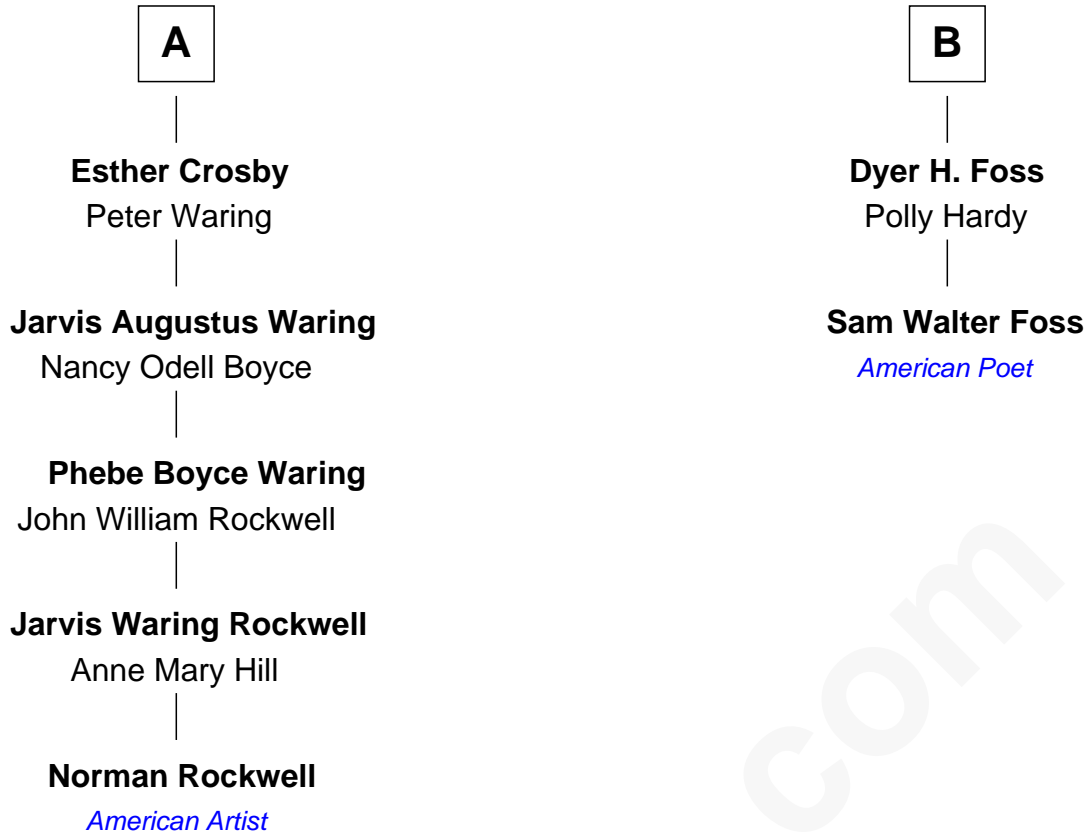 A
Esther Crosby
Peter Waring
Jarvis Augustus Waring
Nancy Odell Boyce
Phebe Boyce Waring
John William Rockwell
Jarvis Waring Rockwell
Anne Mary Hill
Norman Rockwell
American Artist
B
Dyer H. Foss
Polly Hardy
Sam Walter Foss
American Poet
com